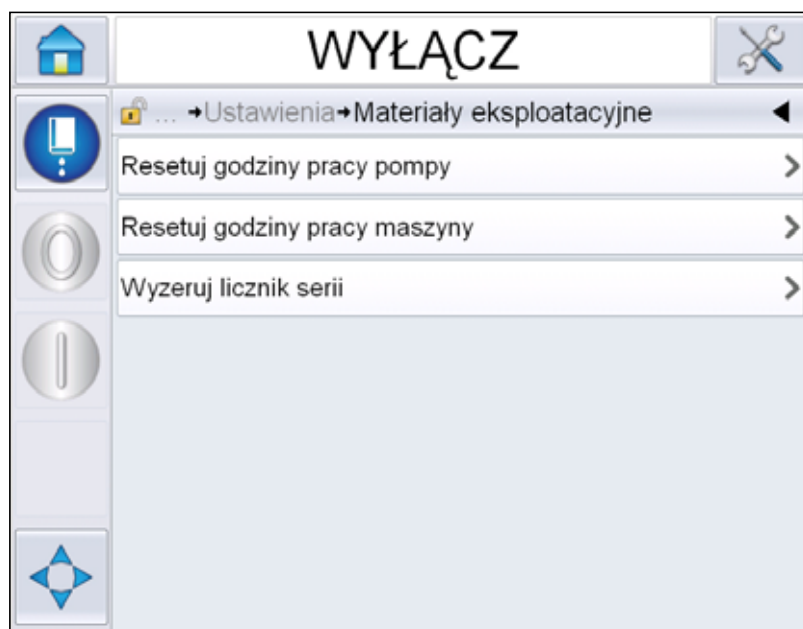 WYŁĄCZ
... →Ustawienia→Materiały eksploatacyjne
Resetuj godziny pracy pompy
Resetuj godziny pracy maszyny
Wyzeruj licznik serii